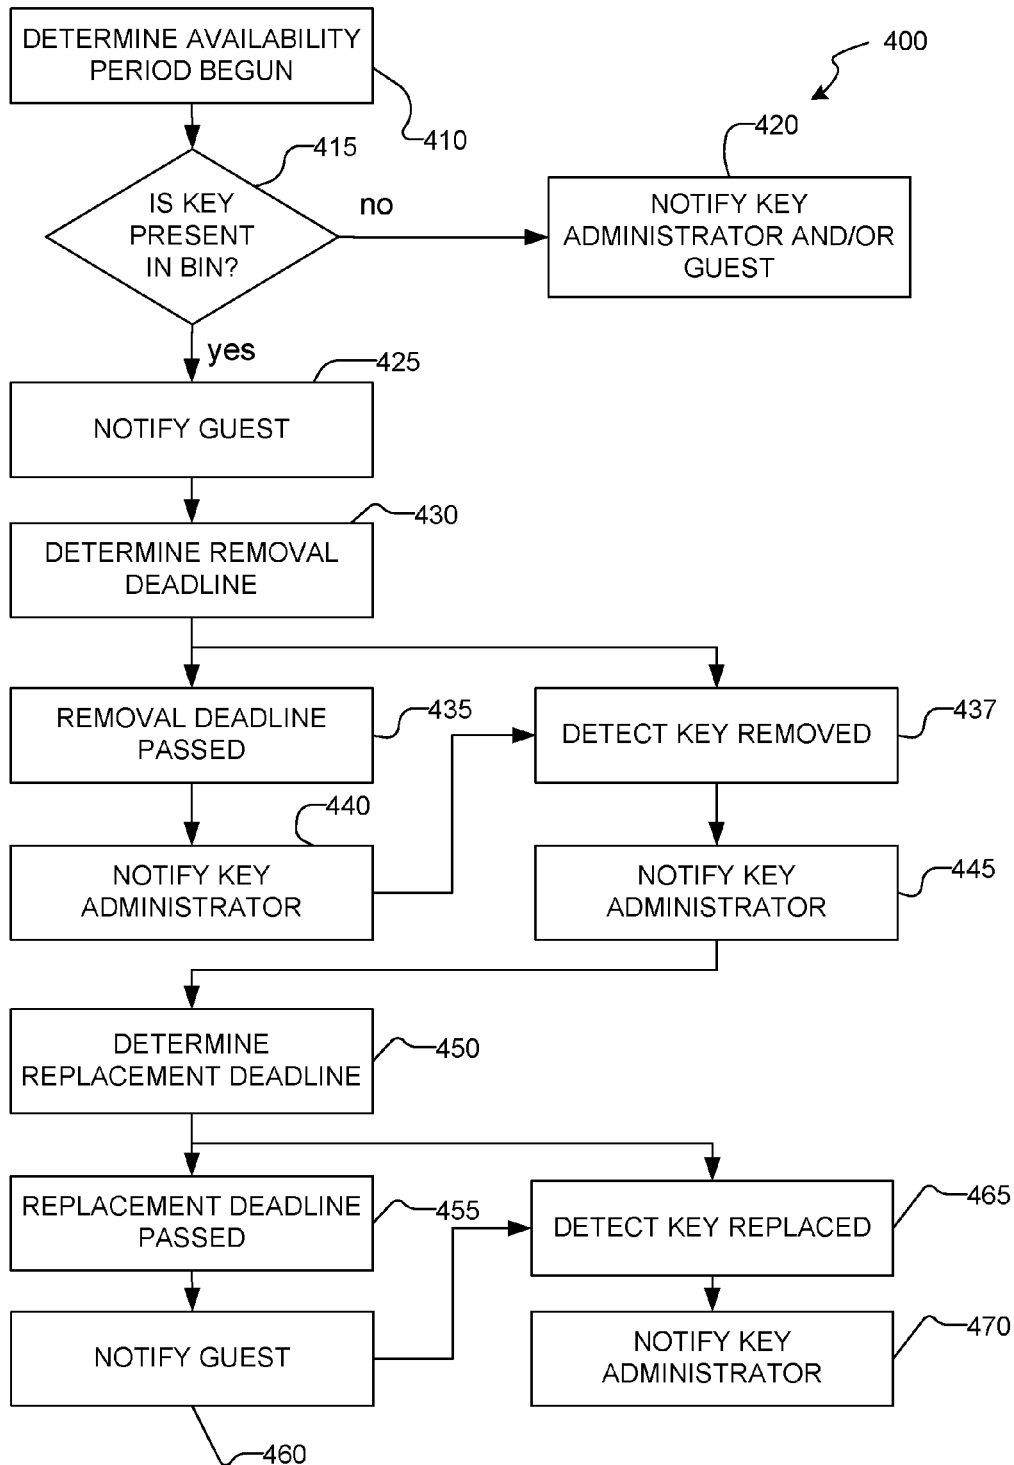 DETERMINE AVAILABILITY
PERIOD BEGUN
410
400
415
IS KEY
PRESENT
IN BIN?
no
420
NOTIFY KEY
ADMINISTRATOR AND/OR
GUEST
yes
425
NOTIFY GUEST
430
DETERMINE REMOVAL
DEADLINE
REMOVAL DEADLINE
PASSED
435
DETECT KEY REMOVED
437
440
NOTIFY KEY
ADMINISTRATOR
NOTIFY KEY
ADMINISTRATOR
445
DETERMINE
REPLACEMENT DEADLINE
450
REPLACEMENT DEADLINE
PASSED
455
DETECT KEY REPLACED
465
NOTIFY GUEST
460
NOTIFY KEY
ADMINISTRATOR
470